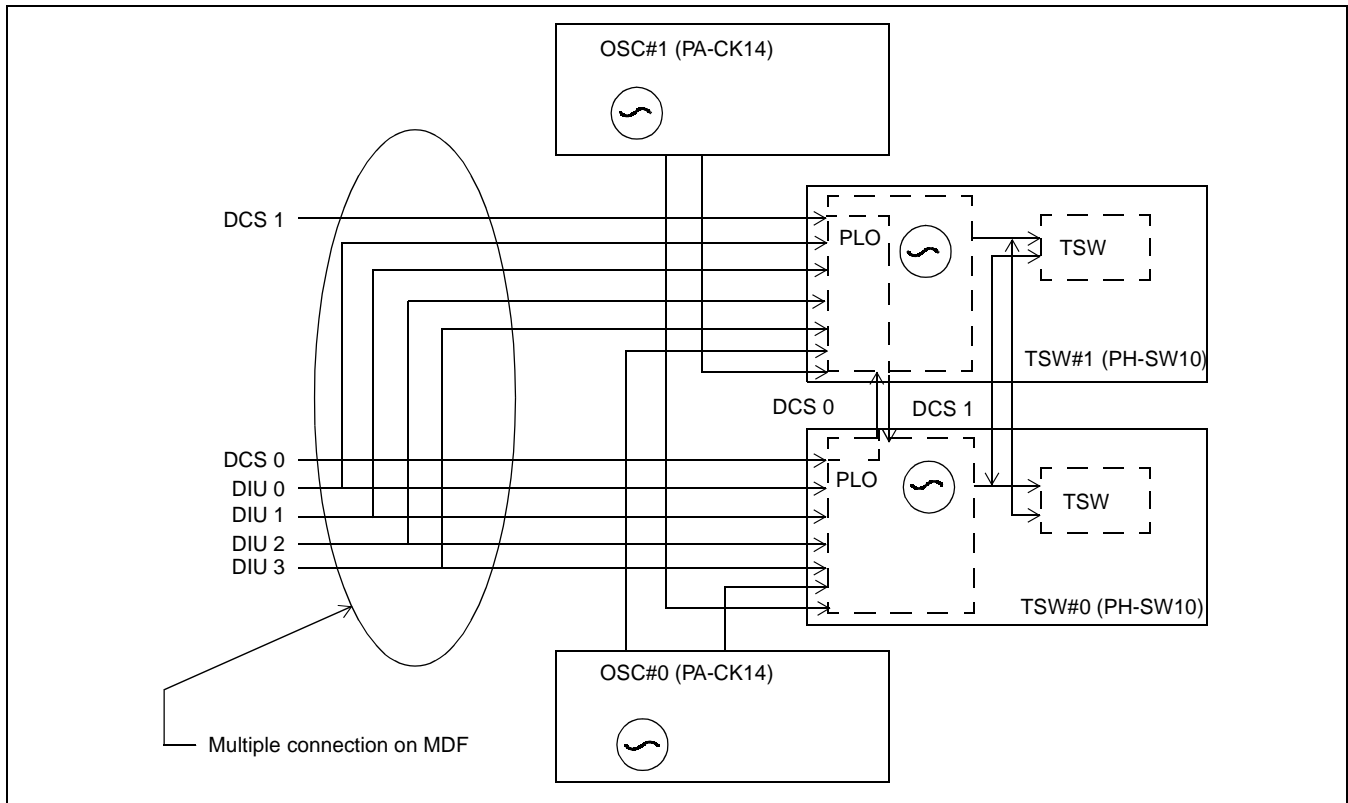 OSC#1 (PA-CK14)
DCS 1
PLO
TSW
TSW#1 (PH-SW10)
DCS 0
DCS 1
DCS 0
DIU 0
DIU 1
DIU 2
DIU 3
PLO
TSW
TSW#0 (PH-SW10)
OSC#0 (PA-CK14)
Multiple connection on MDF